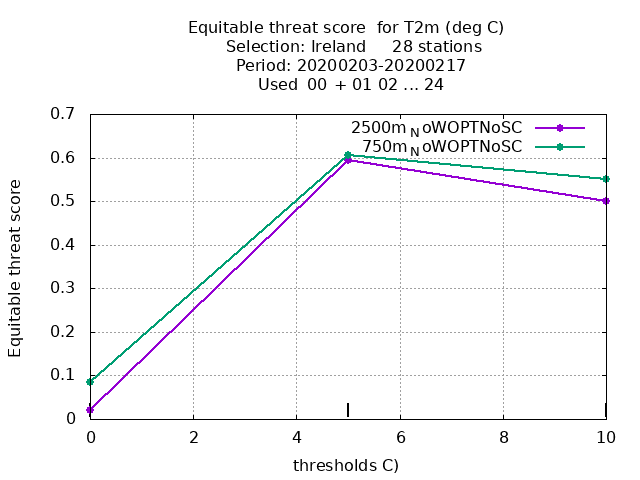 Equitable threat score  for T2m (deg C)
Selection: Ireland     28 stations
Period: 20200203-20200217
Used  00  + 01 02 ... 24
0.7
0.6
0.5
0.4
0.3
0.2
0.1
0
Equitable threat score
2500m_NoWOPTNoSC
750m_NoWOPTNoSC
0 2 4 6 8 10
thresholds C)